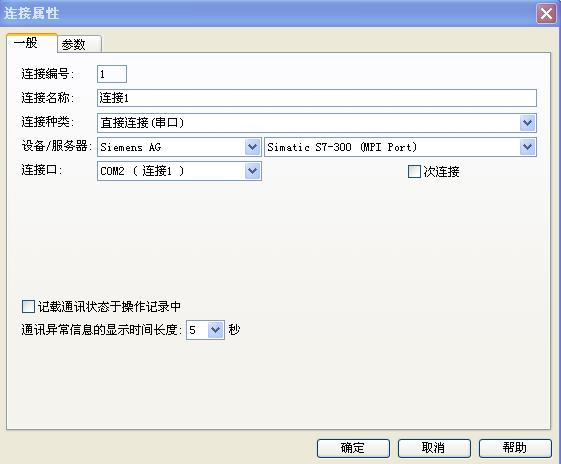 连接属性
一般 参数
连接编号: 1
连接名称: 连接1
连接种类: 直接连接(串口)
设备/服务器: Siemens AG Simatic S7-300 (MPI Port)
连接口: COM2 ( 连接1 ) 次连接
记载通讯状态于操作记录中
通讯异常信息的显示时间长度: 5 秒
确定 取消 帮助